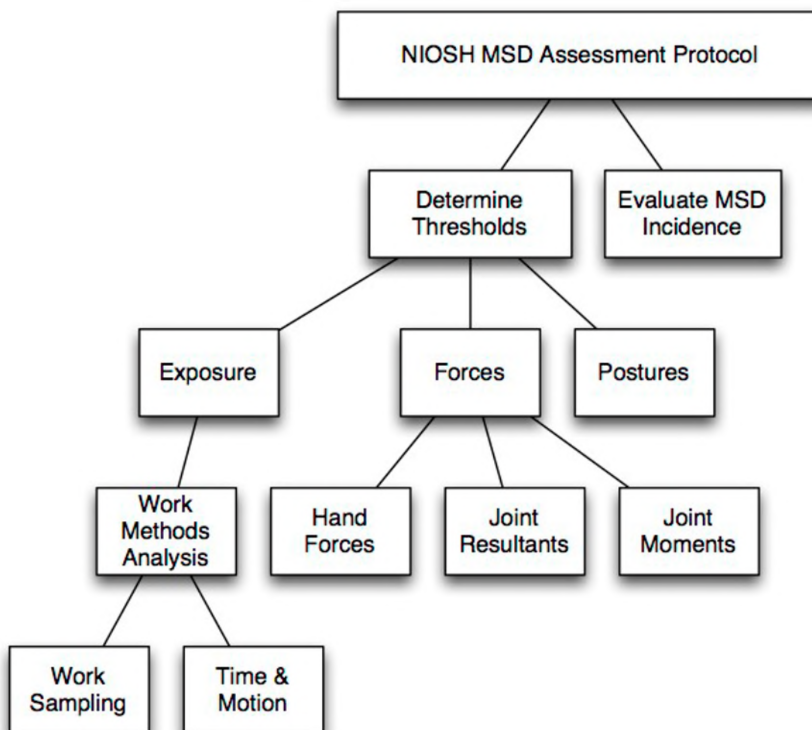 NIOSH MSD Assessment Protocol
Determine
Thresholds
Evaluate MSD
Incidence
Exposure
Forces
Postures
Work
Methods
Analysis
Hand
Forces
Joint
Resultants
Joint
Moments
Work
Sampling
Time &
Motion